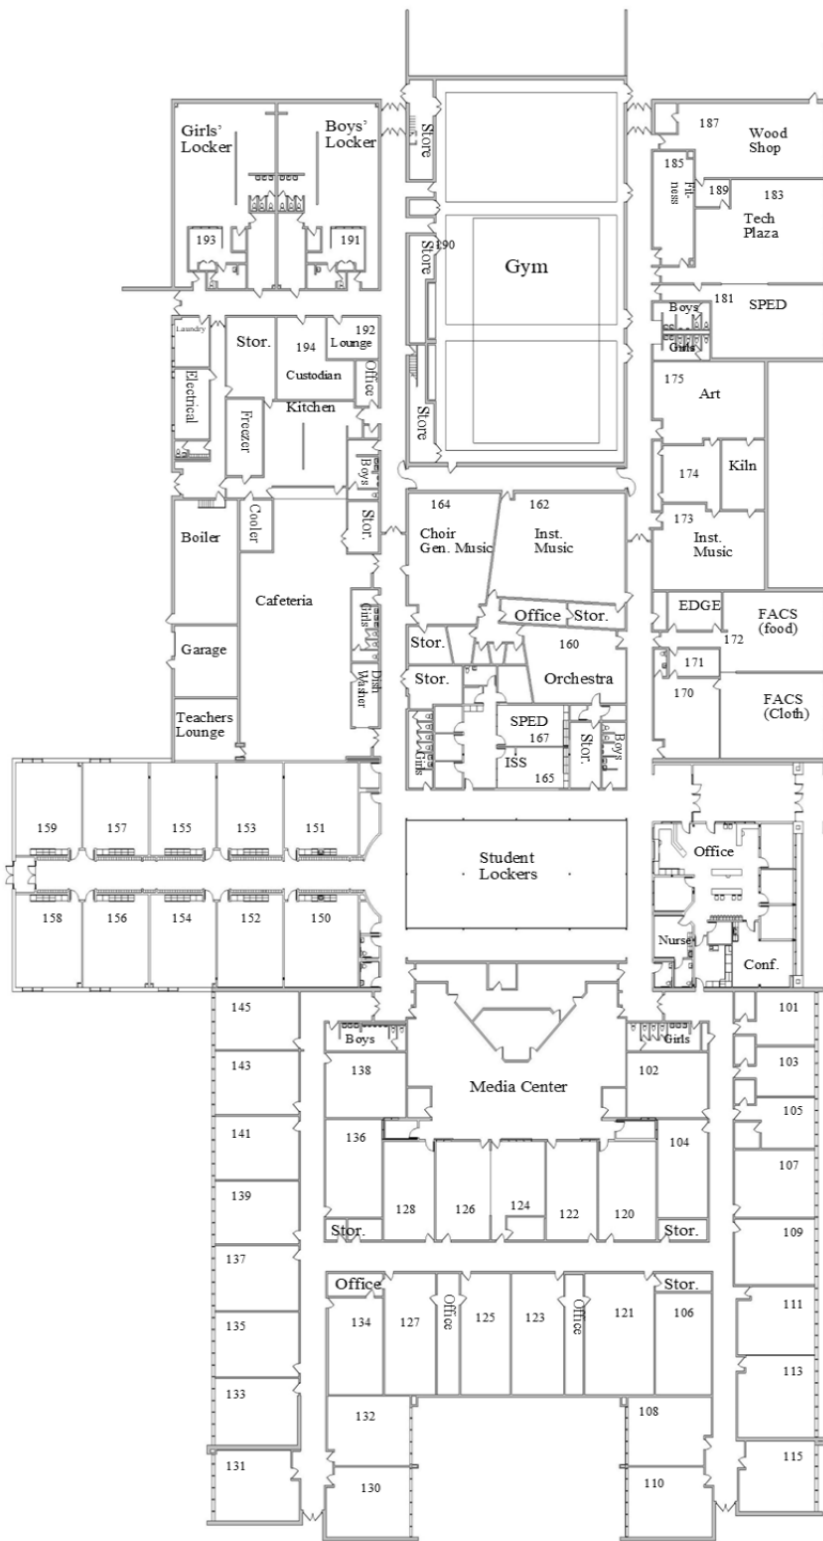 187
Wood
Shop
Girls'
Locker
Boys'
Locker
Store
185
Fit-
ness
189
183
Tech
Plaza
193
191
Store
190
Gym
181
SPED
Boys
Girls
Laundry
Stor.
194
Custodian
192
Lounge
Office
Electrical
Kitchen
Freezer
Store
175
Art
Boys
174
Kiln
Cooler
Stor.
164
Choir
Gen. Music
162
Inst.
Music
173
Inst.
Music
Boiler
Cafeteria
Girls
Office
Stor.
EDGE
FACS
(food)
172
Garage
Stor.
160
Orchestra
171
Dish
Washer
Stor.
170
FACS
(Cloth)
Teachers
Lounge
SPED
167
ISS
165
Girls
Stor.
Boys
159
157
155
153
151
Student
Lockers
Office
158
156
154
152
150
Nurse
Conf.
145
Boys
Girls
101
143
138
Media Center
102
103
105
141
136
104
107
139
128
126
124
122
120
Stor.
Stor.
109
137
Office
Office
Office
Stor.
135
134
127
125
123
121
106
111
133
132
108
113
131
130
110
115